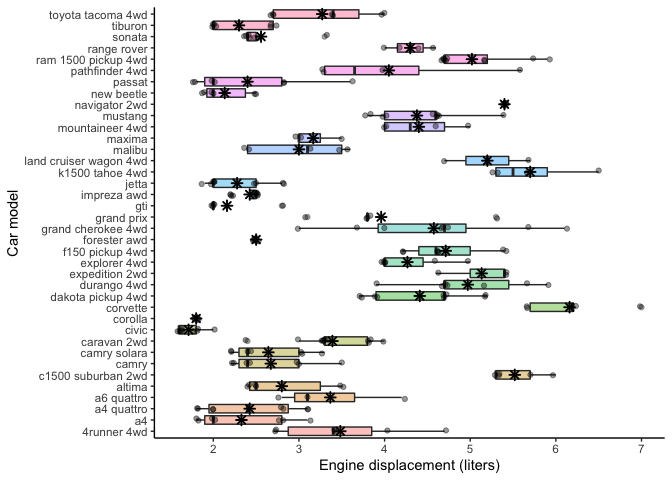 toyota tacoma 4wd
tiburon
sonata
range rover
ram 1500 pickup 4wd
pathfinder 4wd
passat
new beetle
navigator 2wd
mustang
mountaineer 4wd
maxima
malibu
land cruiser wagon 4wd
k1500 tahoe 4wd
jetta
impreza awd
gti
grand prix
grand cherokee 4wd
forester awd
f150 pickup 4wd
explorer 4wd
expedition 2wd
durango 4wd
dakota pickup 4wd
corvette
corolla
civic
caravan 2wd
camry solara
camry
c1500 suburban 2wd
altima
a6 quattro
a4 quattro
a4
4runner 4wd
Car model
2 3 4 5 6 7
Engine displacement (liters)